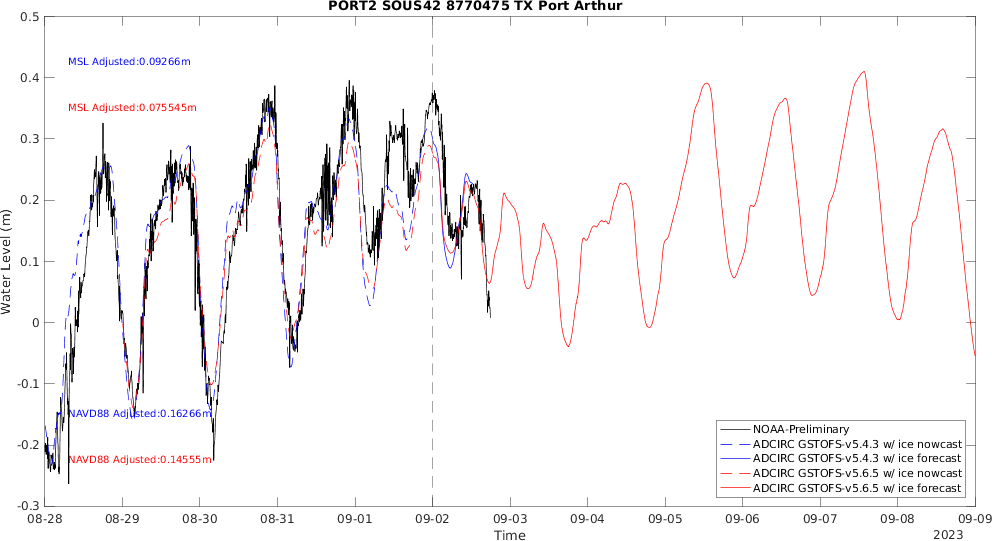 PORT2 SOUS42 8770475 TX Port Arthur
Water Level (m)
0.5
0.4
0.3
0.2
0.1
0
-0.1
-0.2
-0.3
MSL Adjusted:0.09266m
MSL Adjusted:0.075545m
NAVD88 Adjusted:0.16266m
NAVD88 Adjusted:0.14555m
NOAA-Preliminary
ADCIRC GSTOFS-v5.4.3 w/ ice nowcast
ADCIRC GSTOFS-v5.4.3 w/ ice forecast
ADCIRC GSTOFS-v5.6.5 w/ ice nowcast
ADCIRC GSTOFS-v5.6.5 w/ ice forecast
08-28 08-29 08-30 08-31 09-01 09-02 09-03 09-04 09-05 09-06 09-07 09-08 09-09
Time
2023